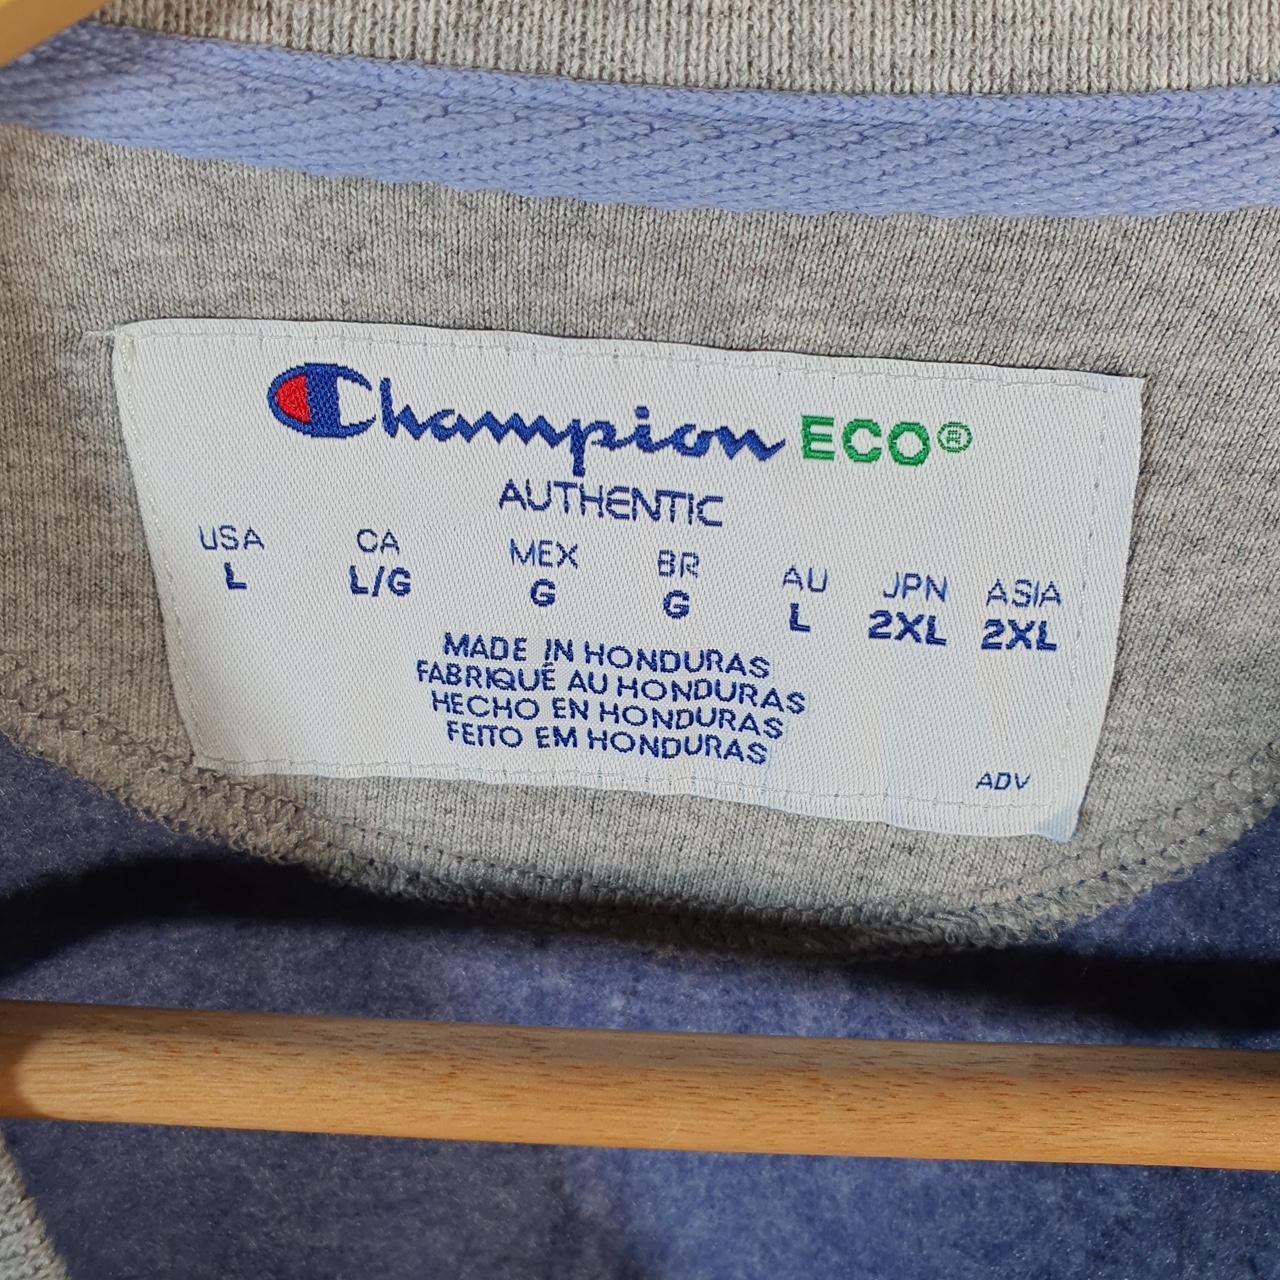 Champion ECO®
AUTHENTIC
USA CA MEX BR AU JPN ASIA
L L/G G G L 2XL 2XL
MADE IN HONDURAS
FABRIQUÉ AU HONDURAS
HECHO EN HONDURAS
FEITO EM HONDURAS
ADV